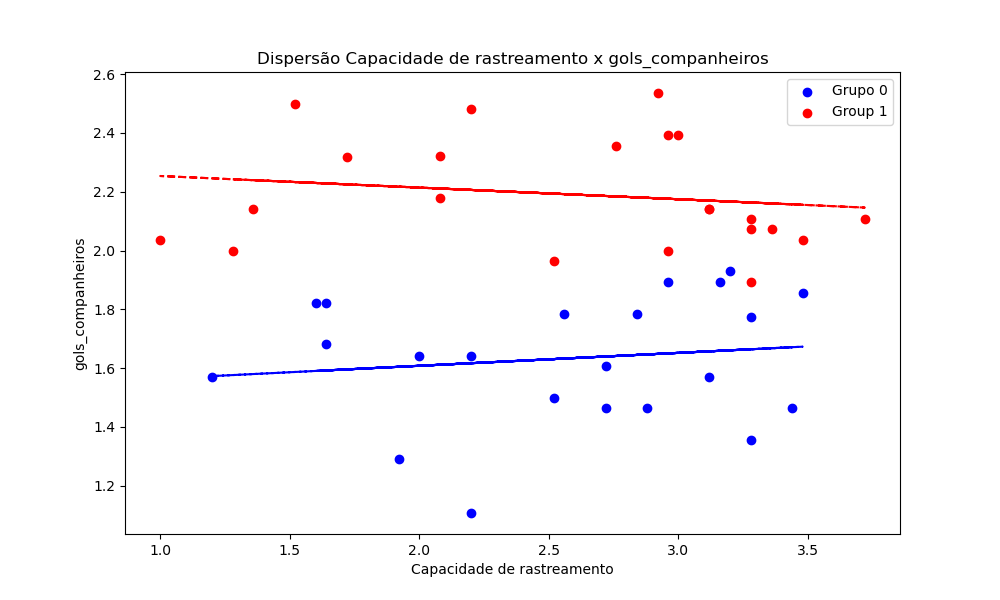 Dispersão Capacidade de rastreamento x gols_companheiros
Grupo 0
Group 1
2.6
2.4
2.2
2.0
1.8
1.6
1.4
1.2
gols_companheiros
1.0
1.5
2.0
2.5
3.0
3.5
Capacidade de rastreamento